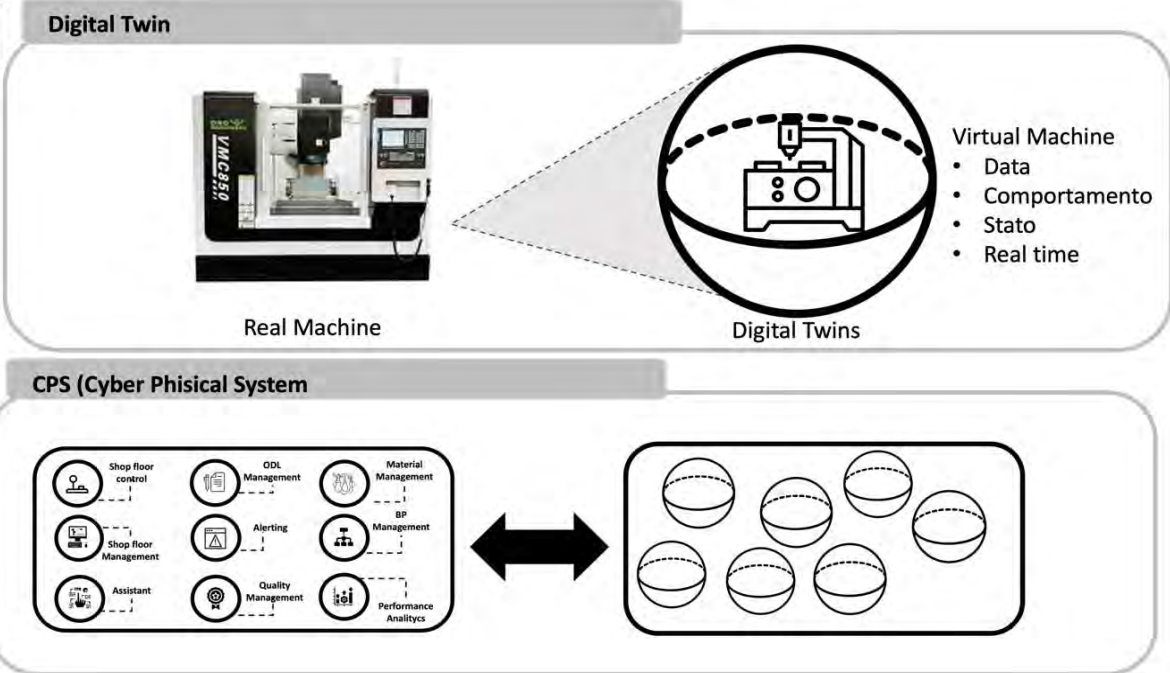 Digital Twin
VMC850
Real Machine
Digital Twins
Virtual Machine
• Data
• Comportamento
• Stato
• Real time
CPS (Cyber Phisical System
Shop floor
control
ODL
Management
Material
Management
Shop floor
Management
Alerting
BP
Management
Assistant
Quality
Management
Performance
Analitycs